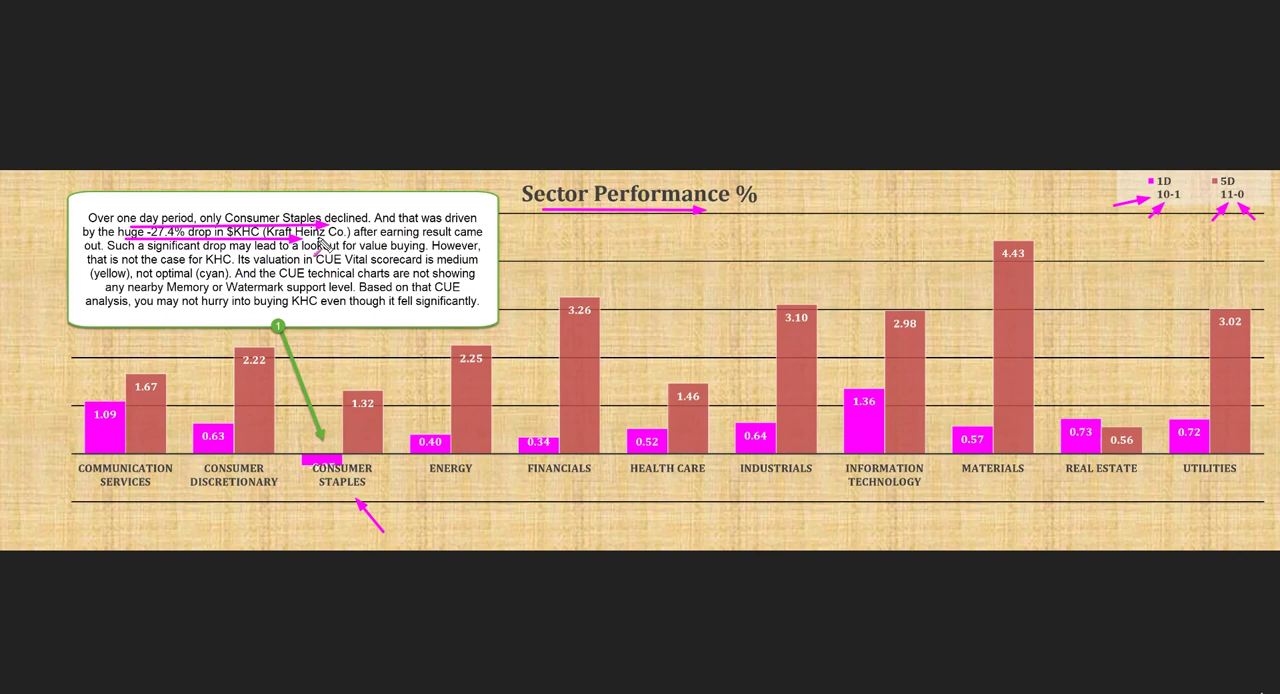 Sector Performance %
1D
10-1
5D
11-0
Over one day period, only Consumer Staples declined. And that was driven
by the huge -27.4% drop in $KHC (Kraft Heinz Co.) after earning result came
out. Such a significant drop may lead to a lookout for value buying. However,
that is not the case for KHC. Its valuation in CUE Vital scorecard is medium
(yellow), not optimal (cyan). And the CUE technical charts are not showing
any nearby Memory or Watermark support level. Based on that CUE
analysis, you may not hurry into buying KHC even though it fell significantly.
1
1.09
1.67
0.63
2.22
1.32
0.40
2.25
0.34
3.26
0.52
1.46
0.64
3.10
1.36
2.98
0.57
4.43
0.73
0.56
0.72
3.02
COMMUNICATION
SERVICES
CONSUMER
DISCRETIONARY
CONSUMER
STAPLES
ENERGY
FINANCIALS
HEALTH CARE
INDUSTRIALS
INFORMATION
TECHNOLOGY
MATERIALS
REAL ESTATE
UTILITIES